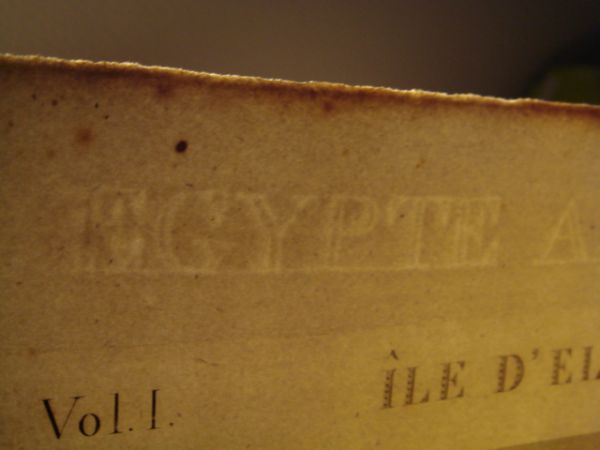 EGYPTE A
Vol. I.
ÎLE D'EL